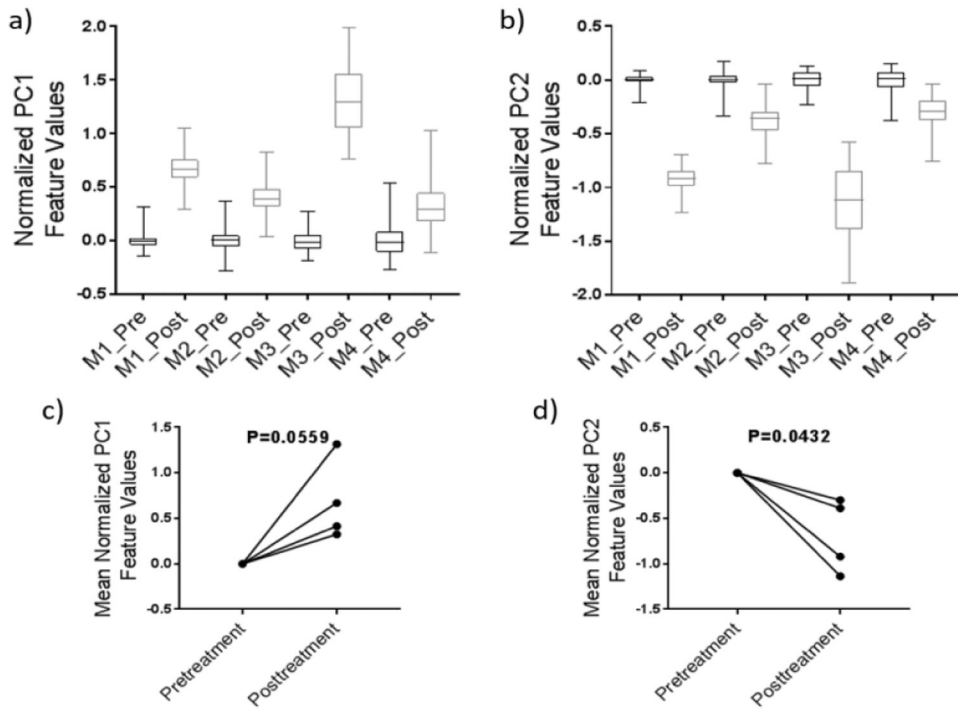 a)
Normalized PC1
Feature Values
2.0
1.5
1.0
0.5
0.0
-0.5
M1_Pre
M1_Post
M2_Pre
M2_Post
M3_Pre
M3_Post
M4_Pre
M4_Post
b)
Normalized PC2
Feature Values
0.0
-0.5
-1.0
-1.5
-2.0
M1_Pre
M1_Post
M2_Pre
M2_Post
M3_Pre
M3_Post
M4_Pre
M4_Post
c)
Mean Normalized PC1
Feature Values
1.5
1.0
0.5
0.0
-0.5
P=0.0559
Pretreatment
Posttreatment
d)
Mean Normalized PC2
Feature Values
0.5
0.0
-0.5
-1.0
-1.5
P=0.0432
Pretreatment
Posttreatment